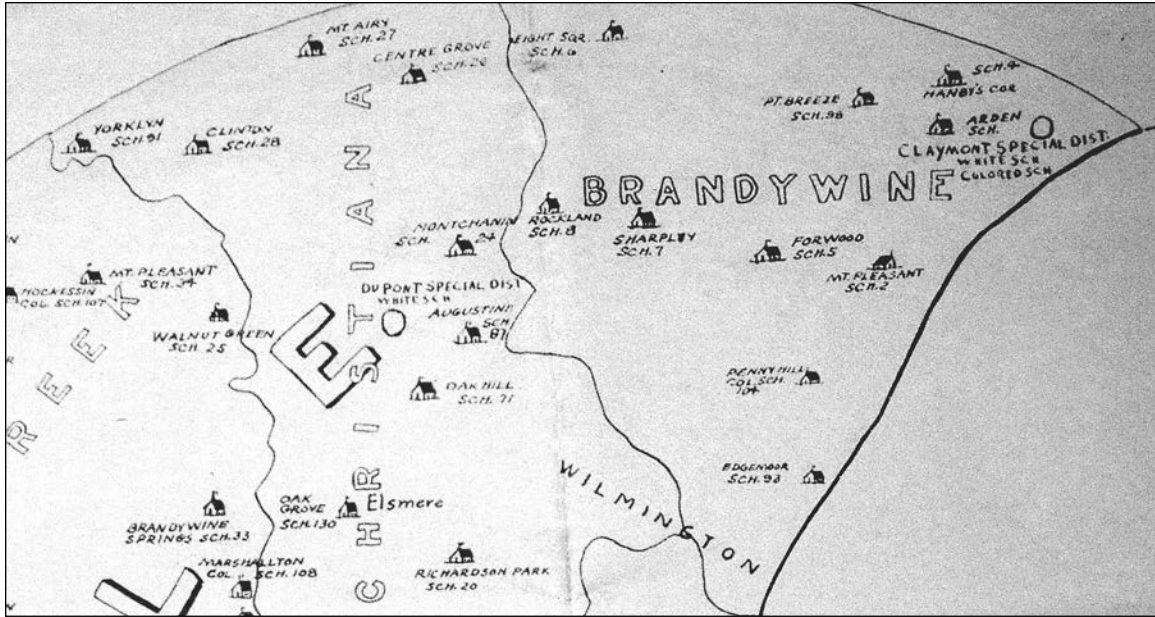 MT. AIRY
SCH. 27
CENTRE GROVE
SCH. 26
EIGHT SQR.
SCH. 6
SCH. 4
HANBY'S COR
PT. BREEZE
SCH. 98
ARDEN
SCH.
CLAYMONT SPECIAL DIST.
WHITE SCH
COLORED SCH
YORKLYN
SCH. 91
CLINTON
SCH. 28
BRANDYWINE
MONTCHANIN
SCH. 24
ROCKLAND
SCH. 8
SHARPLEY
SCH. 7
FORWOOD
SCH. 5
MT. PLEASANT
SCH. 2
MT. PLEASANT
SCH. 34
HOCKESSIN
COL. SCH. 107
DUPONT SPECIAL DIST
WHITE SCH
AUGUSTINE
SCH
87
WALNUT GREEN
SCH. 25
OAK HILL
SCH. 71
PENNY HILL
COL. SCH.
104
EDGEMOOR
SCH. 93
REEK
CHRISTIANA
E
L
WILMINGTON
BRANDYWINE
SPRINGS SCH. 33
OAK
GROVE
SCH. 130
Elsmere
MARSHALLTON
COL. SCH. 108
RICHARDSON PARK
SCH. 20